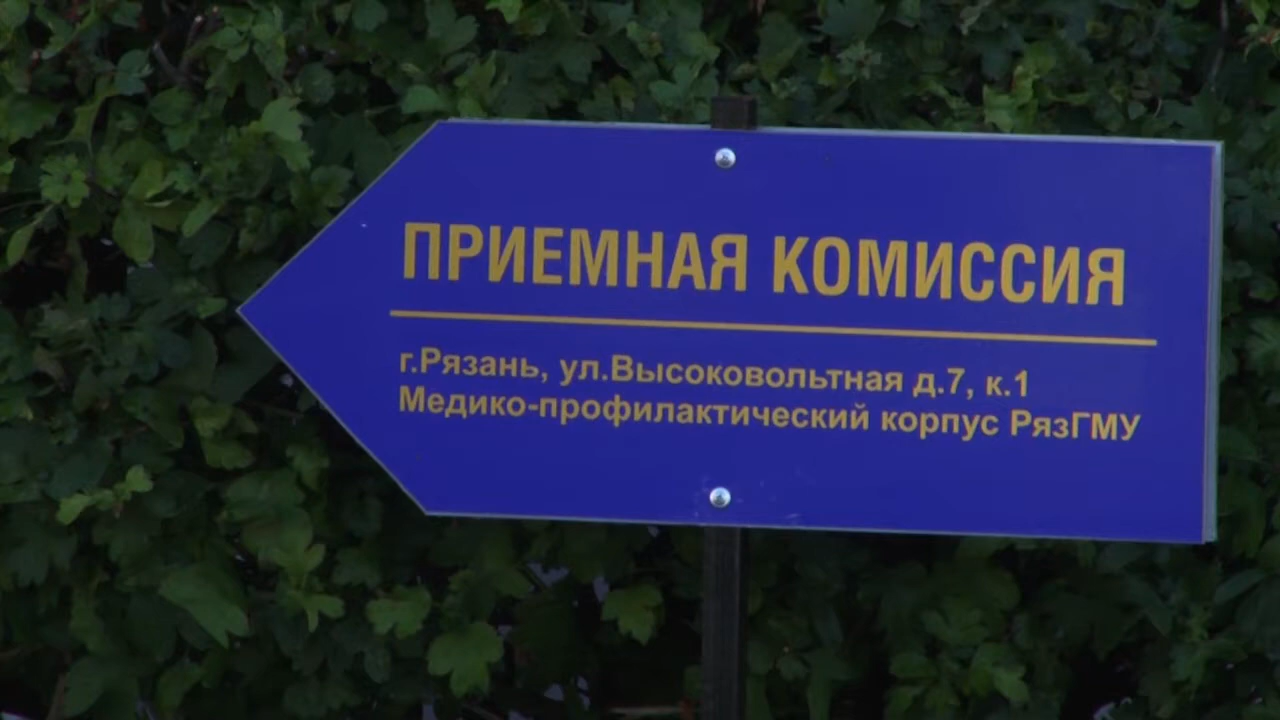 ПРИЕМНАЯ КОМИССИЯ
г.Рязань, ул.Высоковольтная д.7, к.1
Медико-профилактический корпус РязГМУ